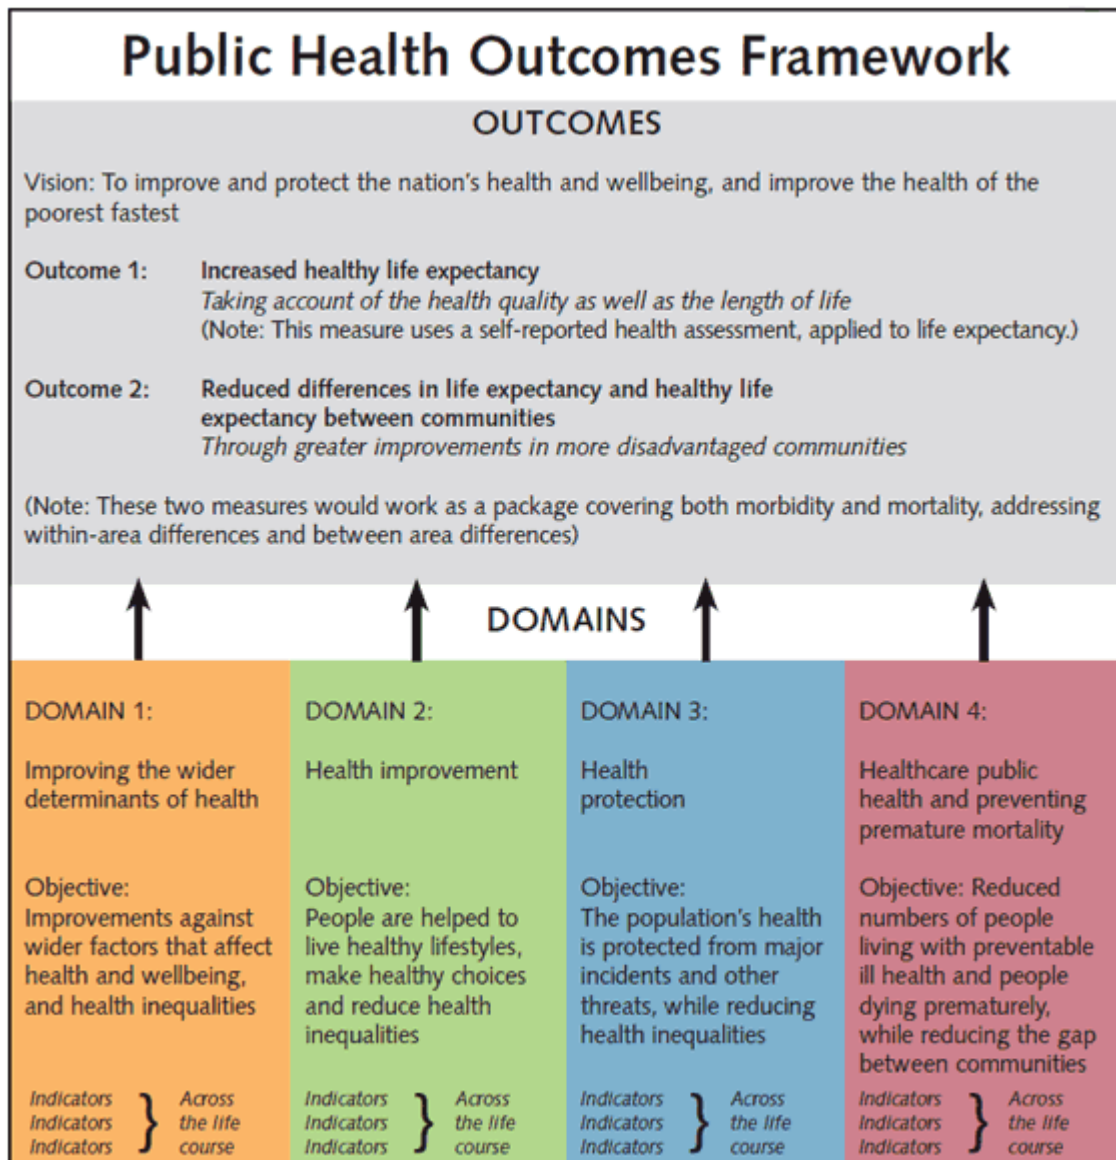 Public Health Outcomes Framework
OUTCOMES
Vision: To improve and protect the nation's health and wellbeing, and improve the health of the
poorest fastest
Outcome 1: Increased healthy life expectancy
Taking account of the health quality as well as the length of life
(Note: This measure uses a self-reported health assessment, applied to life expectancy.)
Outcome 2: Reduced differences in life expectancy and healthy life
expectancy between communities
Through greater improvements in more disadvantaged communities
(Note: These two measures would work as a package covering both morbidity and mortality, addressing
within-area differences and between area differences)
DOMAINS
DOMAIN 1:
Improving the wider
determinants of health
Objective:
Improvements against
wider factors that affect
health and wellbeing,
and health inequalities
Indicators
Indicators
Indicators
} Across
the life
course
DOMAIN 2:
Health improvement
Objective:
People are helped to
live healthy lifestyles,
make healthy choices
and reduce health
inequalities
Indicators
Indicators
Indicators
} Across
the life
course
DOMAIN 3:
Health
protection
Objective:
The population's health
is protected from major
incidents and other
threats, while reducing
health inequalities
Indicators
Indicators
Indicators
} Across
the life
course
DOMAIN 4:
Healthcare public
health and preventing
premature mortality
Objective: Reduced
numbers of people
living with preventable
ill health and people
dying prematurely,
while reducing the gap
between communities
Indicators
Indicators
Indicators
} Across
the life
course